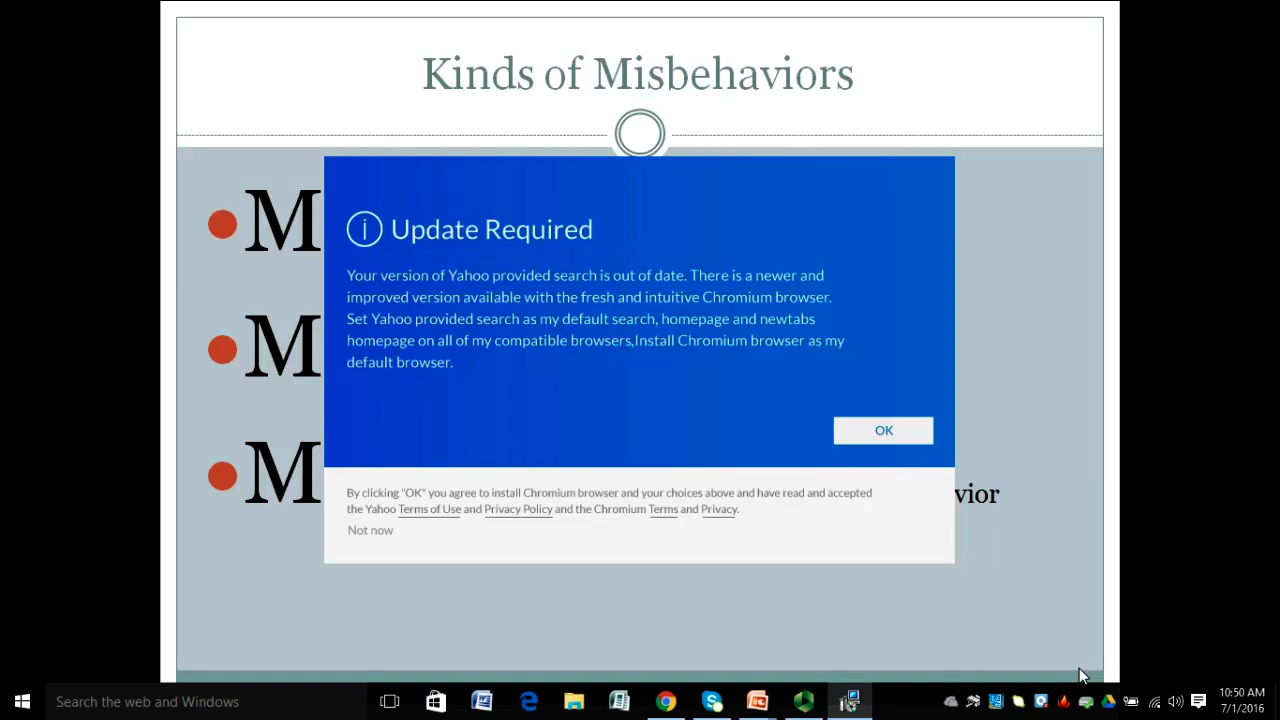 Kinds of Misbehaviors
M
Update Required
Your version of Yahoo provided search is out of date. There is a newer and
improved version available with the fresh and intuitive Chromium browser.
Set Yahoo provided search as my default search, homepage and newtabs
homepage on all of my compatible browsers,Install Chromium browser as my
default browser.
M
OK
M
vior
By clicking "OK" you agree to install Chromium browser and your choices above and have read and accepted
the Yahoo Terms of Use and Privacy Policy and the Chromium Terms and Privacy.
Not now
Search the web and Windows
10:50 AM
7/1/2016